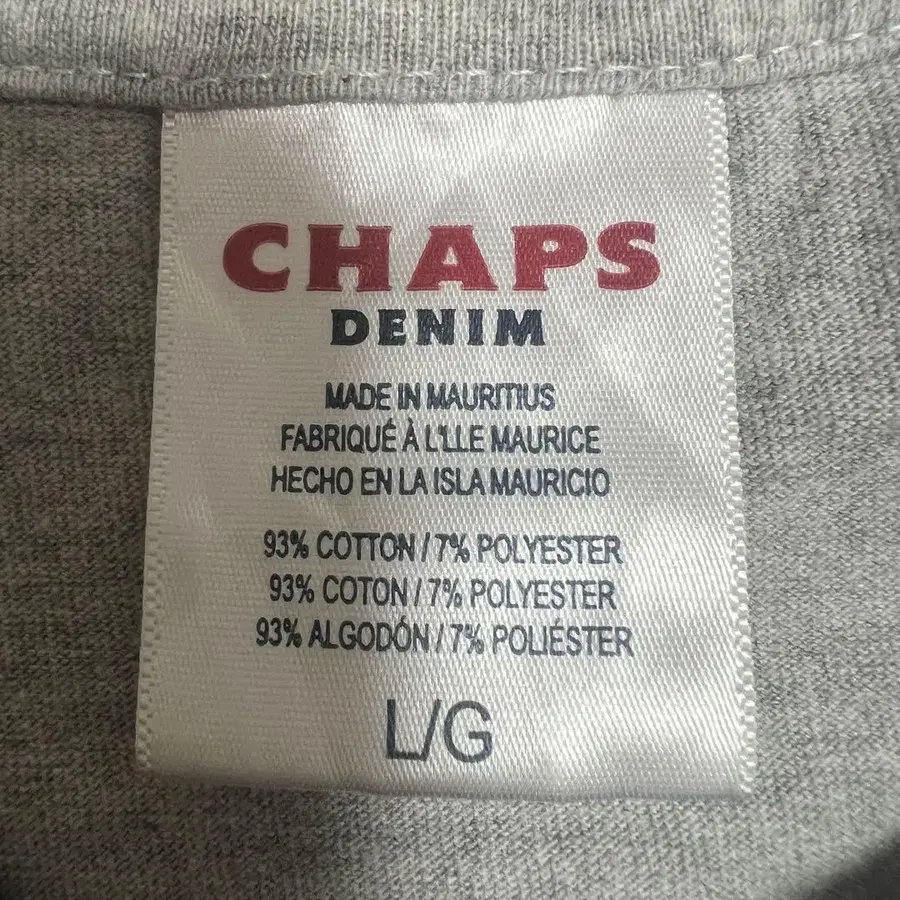 CHAPS
DENIM
MADE IN MAURITIUS
FABRIQUÉ À L'LLE MAURICE
HECHO EN LA ISLA MAURICIO
93% COTTON / 7% POLYESTER
93% COTON / 7% POLYESTER
93% ALGODÓN / 7% POLIÉSTER
L/G